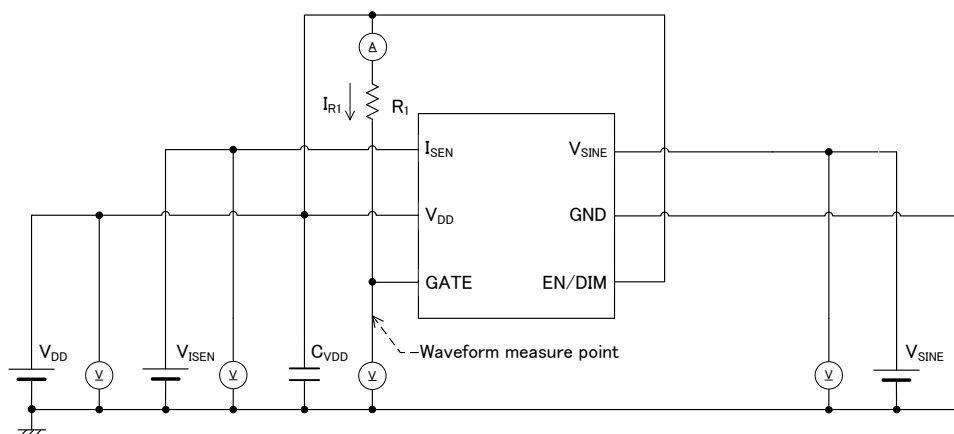 A
I_R1
R_1
I_SEN
V_SINE
V_DD
GND
GATE
EN/DIM
Waveform measure point
V_DD
V
V_ISEN
V
C_VDD
V
V
V_SINE